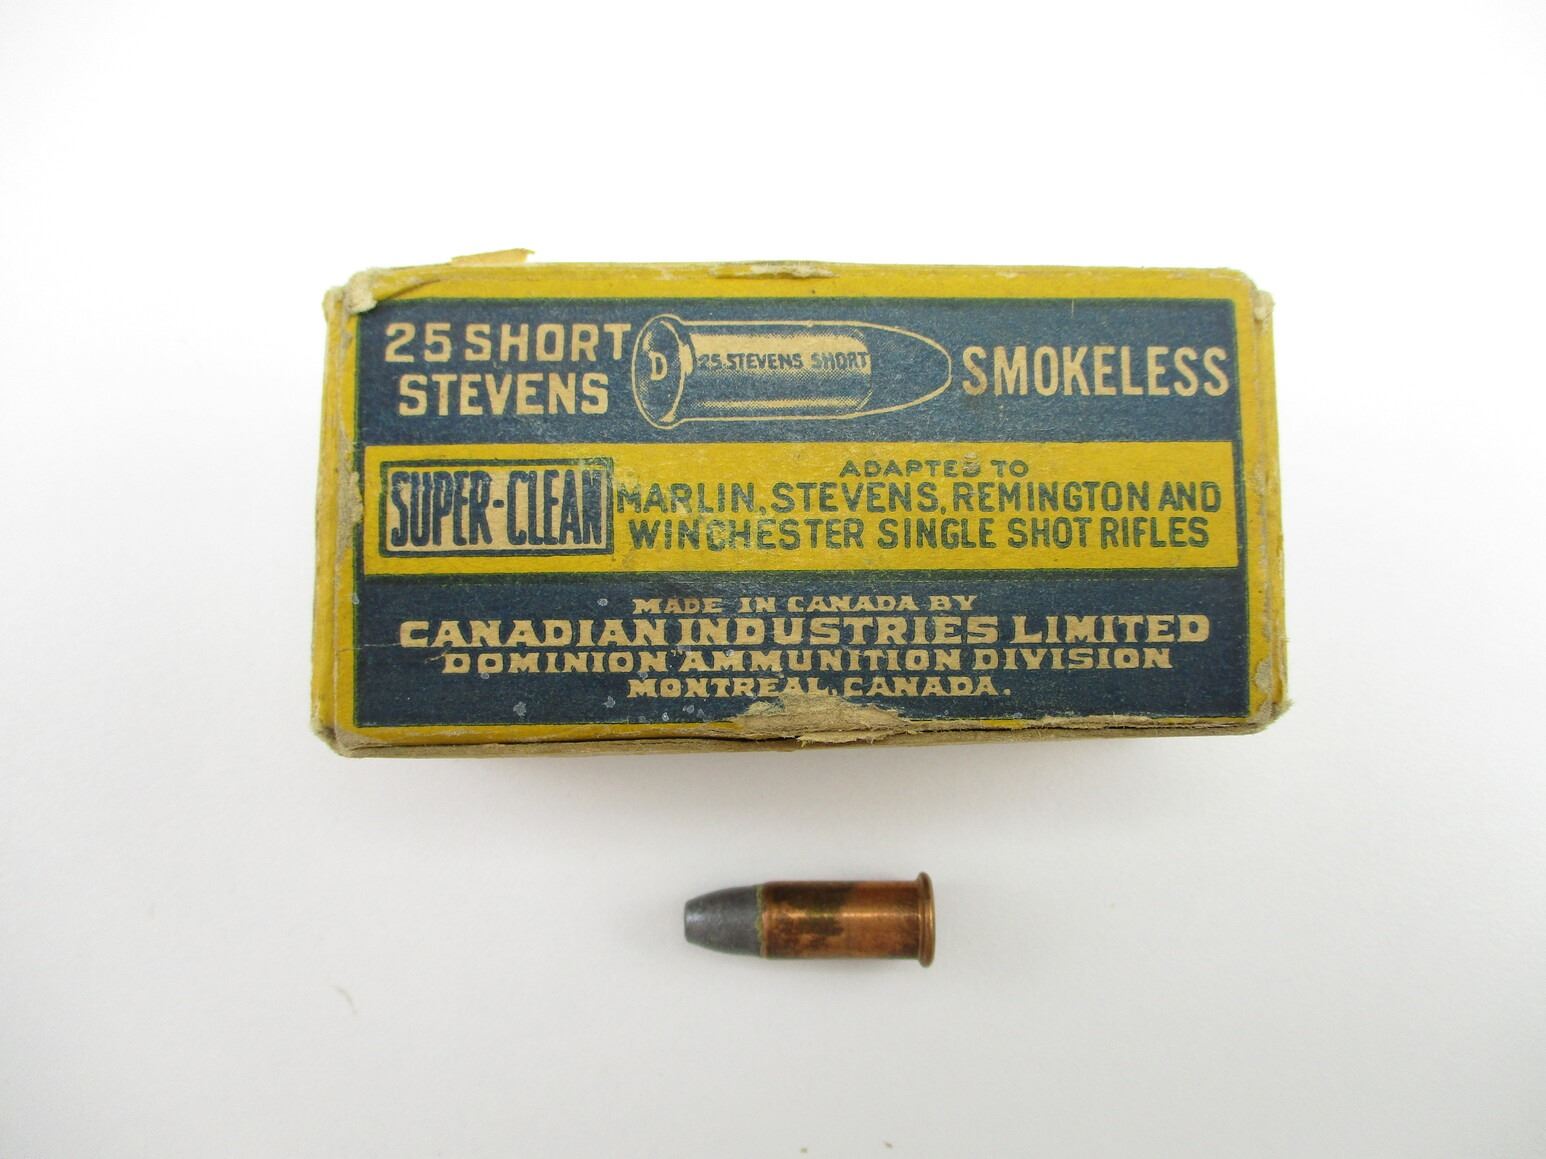 25 SHORT
STEVENS
D
25 STEVENS SHORT
SMOKELESS
SUPER-CLEAN
ADAPTED TO
MARLIN, STEVENS, REMINGTON AND
WINCHESTER SINGLE SHOT RIFLES
MADE IN CANADA BY
CANADIAN INDUSTRIES LIMITED
DOMINION AMMUNITION DIVISION
MONTREAL, CANADA.